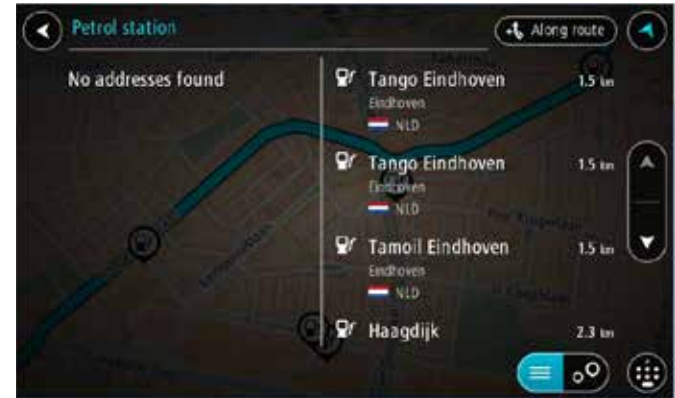 Petrol station
Along route
No addresses found
Tango Eindhoven 1.5 km
Eindhoven
NLD
Tango Eindhoven 1.5 km
Eindhoven
NLD
Tamoil Eindhoven 1.5 km
Eindhoven
NLD
Haagdijk 2.3 km